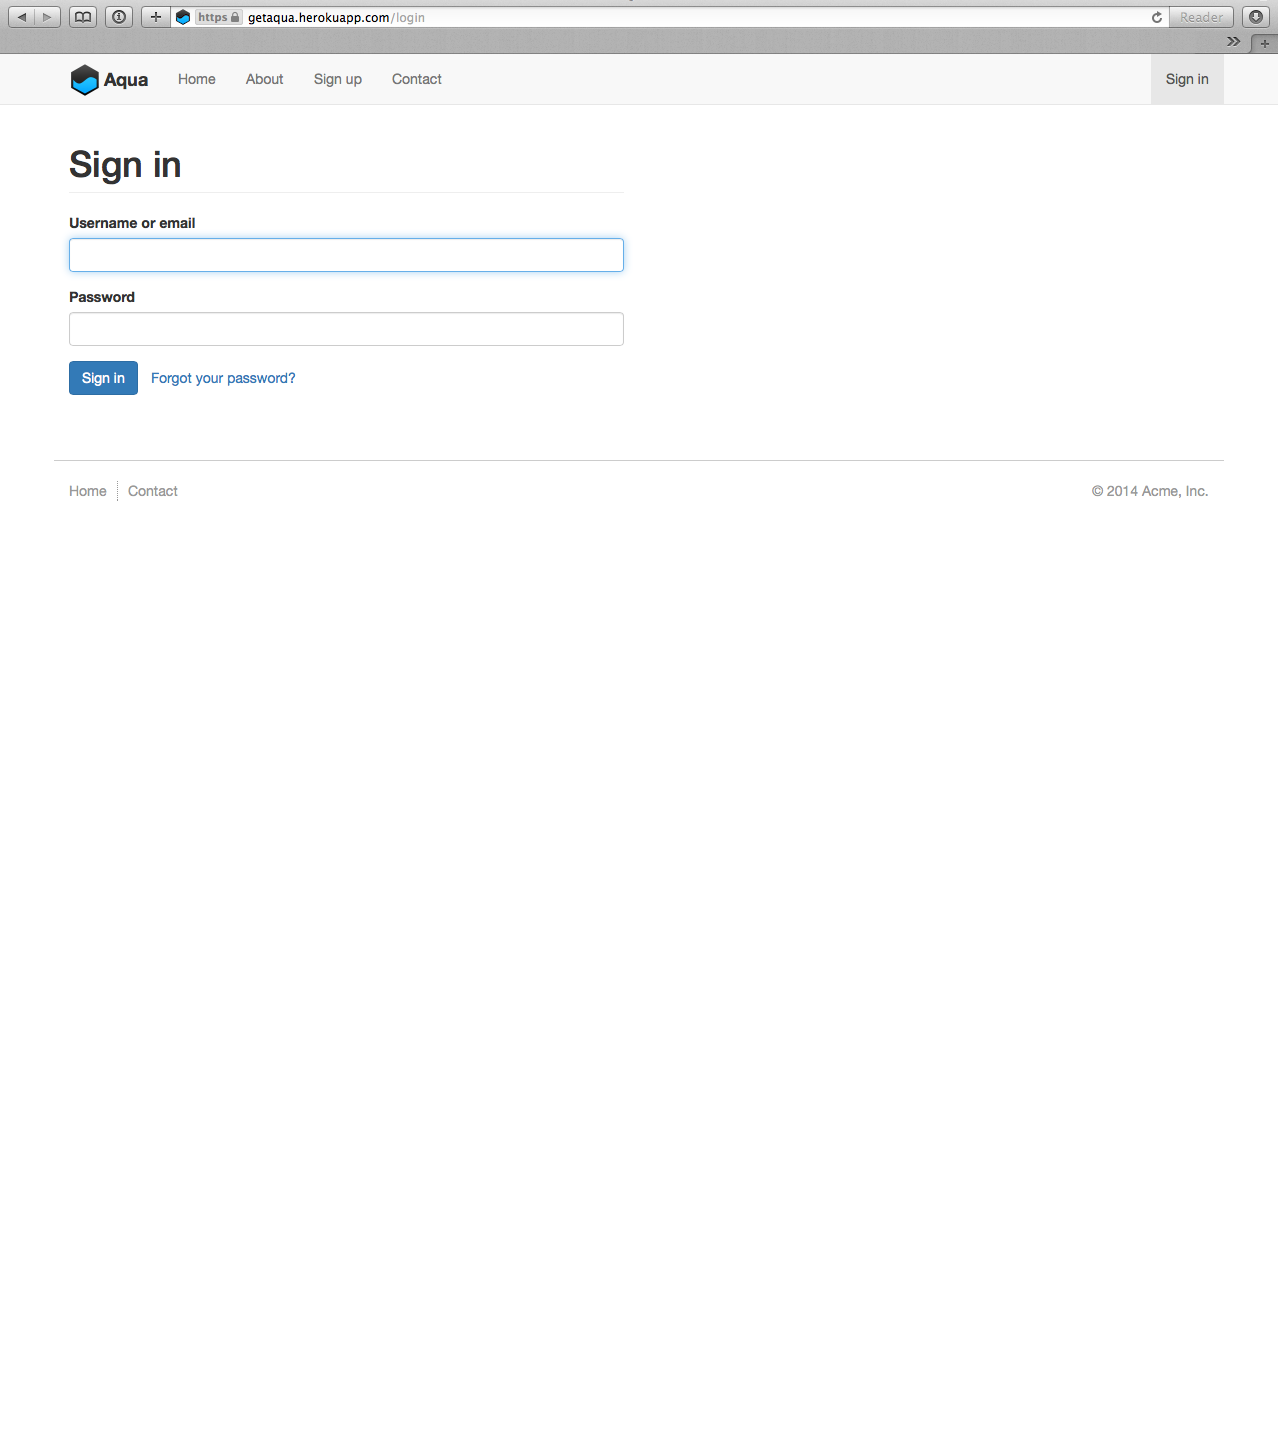 https getaqua.herokuapp.com/login Reader
Aqua Home About Sign up Contact Sign in
Sign in
Username or email
Password
Sign in Forgot your password?
Home Contact © 2014 Acme, Inc.